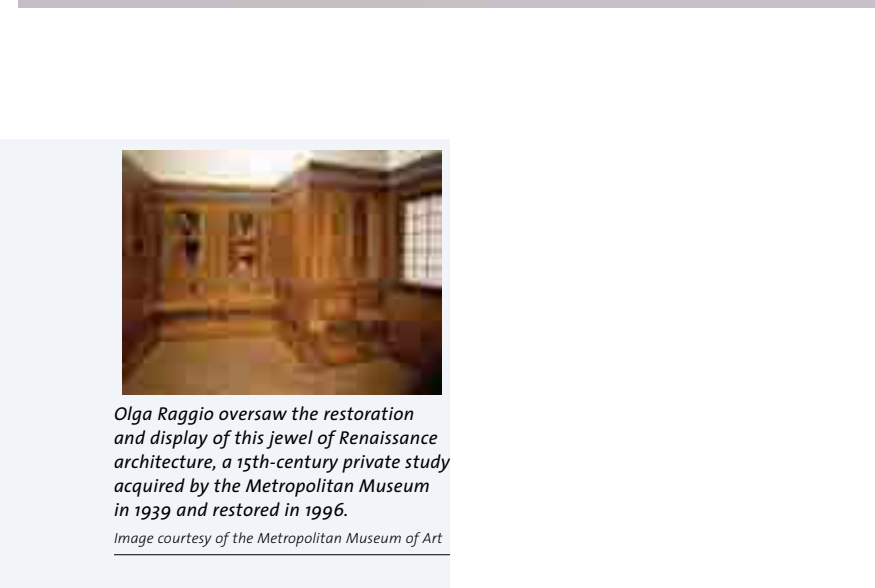 Olga Raggio oversaw the restoration
and display of this jewel of Renaissance
architecture, a 15th-century private study
acquired by the Metropolitan Museum
in 1939 and restored in 1996.
Image courtesy of the Metropolitan Museum of Art